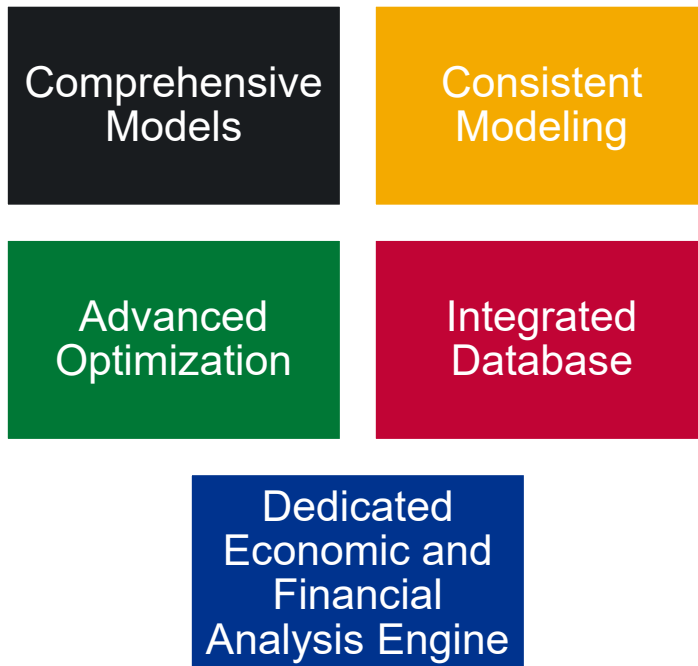 Comprehensive
Models
Consistent
Modeling
Advanced
Optimization
Integrated
Database
Dedicated
Economic and
Financial
Analysis Engine